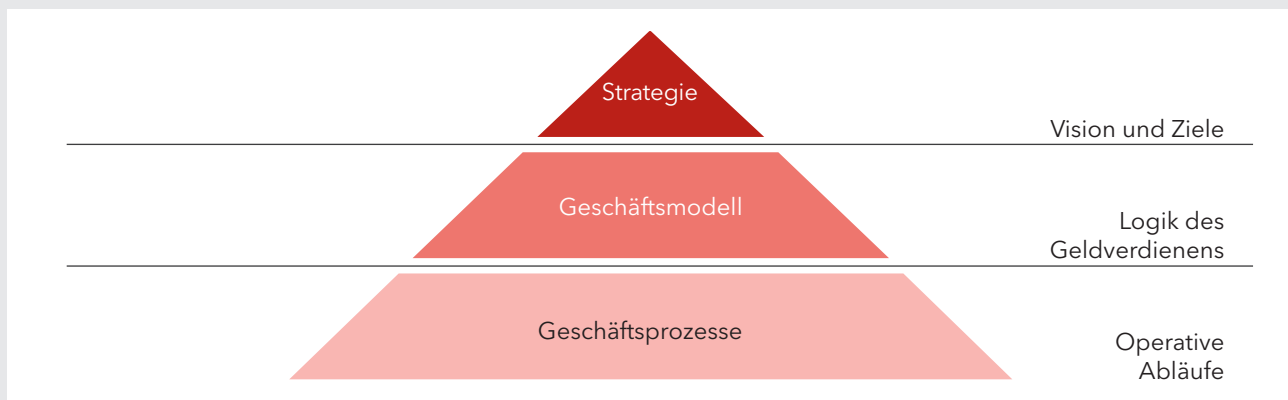 Strategie
Vision und Ziele
Geschäftsmodell
Logik des
Geldverdienens
Geschäftsprozesse
Operative
Abläufe